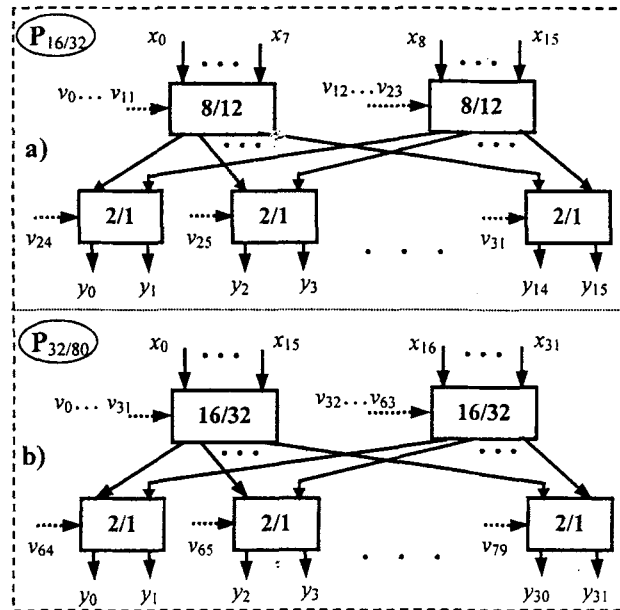 P16/32
x0 x7 x8 x15
• • • • • •
v0... v11 8/12 v12...v23 8/12
a)
• • • • • •
2/1 2/1 2/1
v24 v25 v31
y0 y1 y2 y3 • • • y14 y15
P32/80
x0 x15 x16 x31
• • • • • •
v0... v31 16/32 v32...v63 16/32
b)
• • • • • •
2/1 2/1 2/1
v64 v65 v79
y0 y1 y2 y3 • • • y30 y31